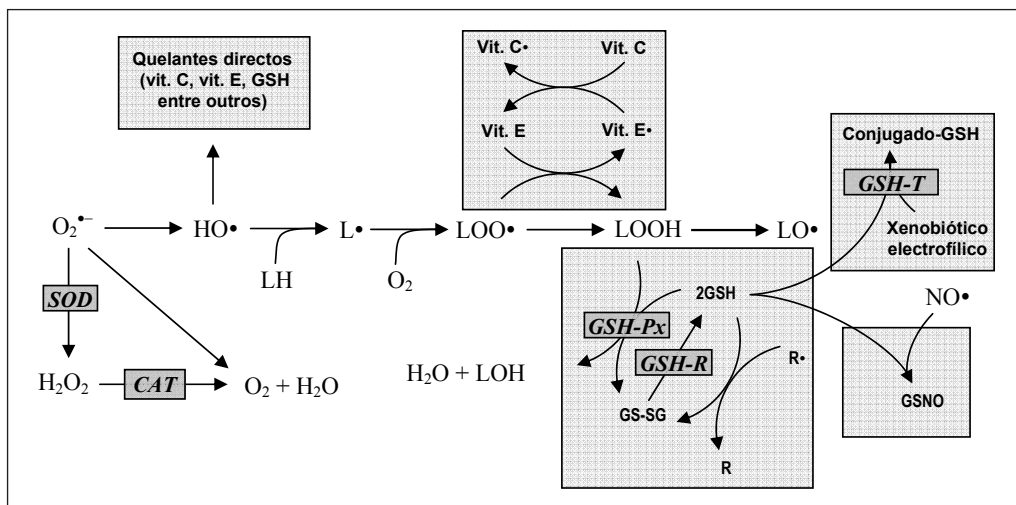 Quelantes directos
(vit. C, vit. E, GSH
entre outros)
Vit. C• Vit. C
Vit. E Vit. E•
Conjugado-GSH
GSH-T
Xenobiótico
electrofílico
O₂•⁻ HO• L• LOO• LOOH LO•
LH O₂
SOD
2GSH
NO•
GSH-Px
GSH-R
R•
H₂O₂ CAT O₂ + H₂O
H₂O + LOH
GS-SG
GSNO
R